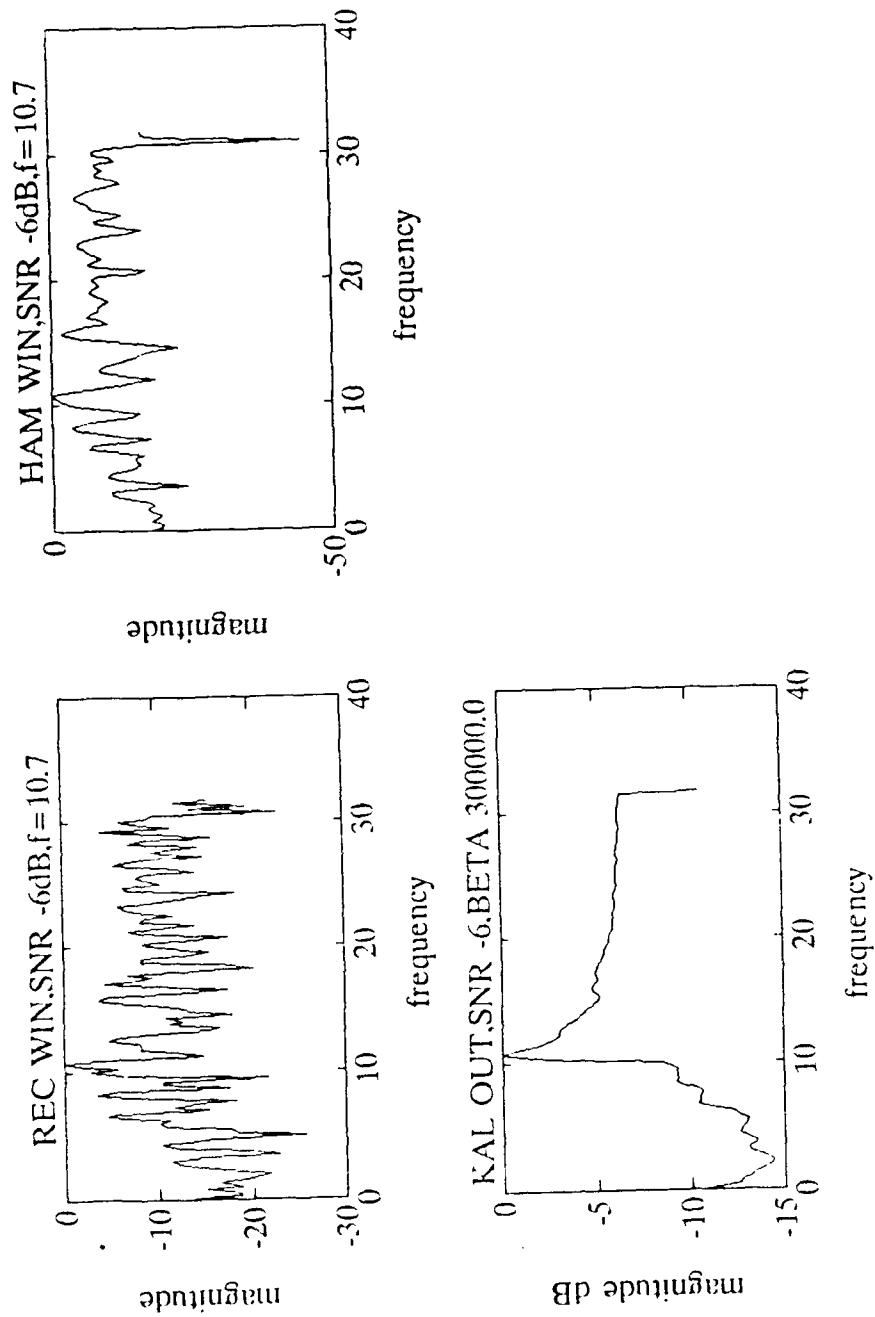 REC WIN.SNR -6dB,f=10.7
0
-10
-20
-30
0 10 20 30 40
magnitude
frequency
HAM WIN,SNR -6dB,f=10.7
0
-50
0 10 20 30 40
magnitude
frequency
KAL OUT,SNR -6.BETA 300000.0
0
-5
-10
-15
0 10 20 30 40
magnitude dB
frequency